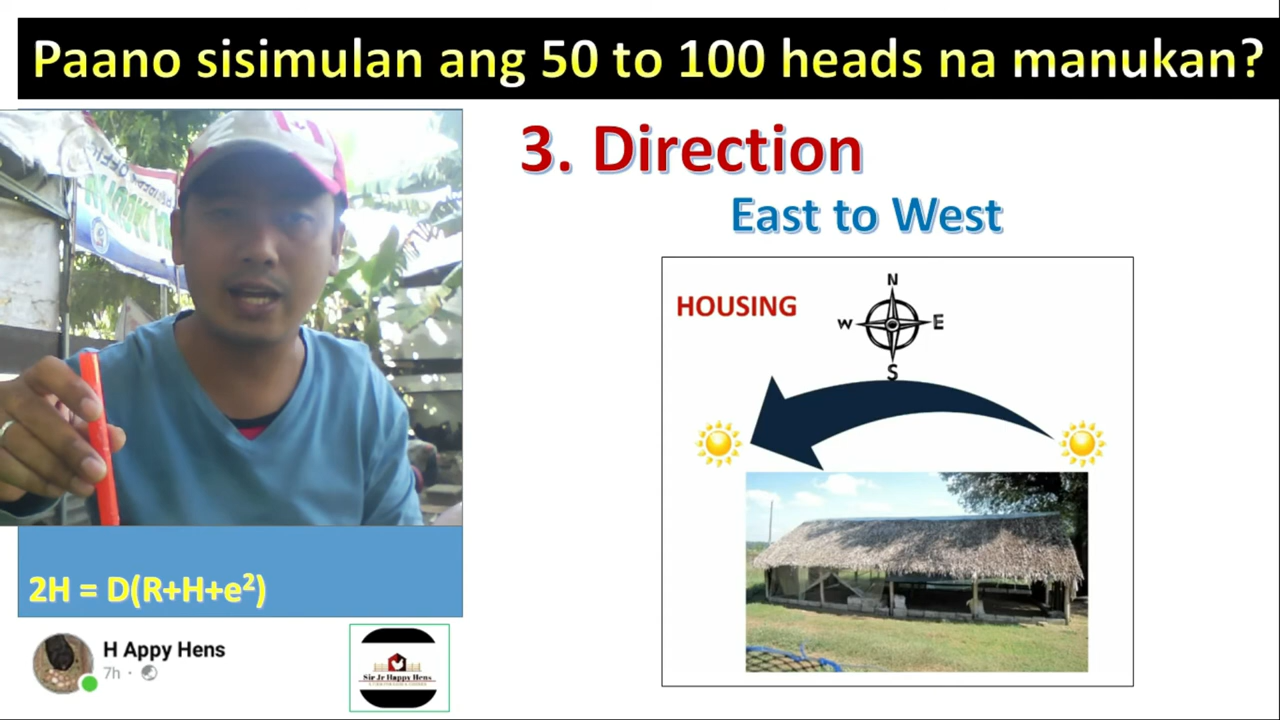 Paano sisimulan ang 50 to 100 heads na manukan?
3. Direction
East to West
HOUSING
N
W E
S
2H = D(R+H+e²)
H Appy Hens
7h ·
Sir Jr Happy Hens